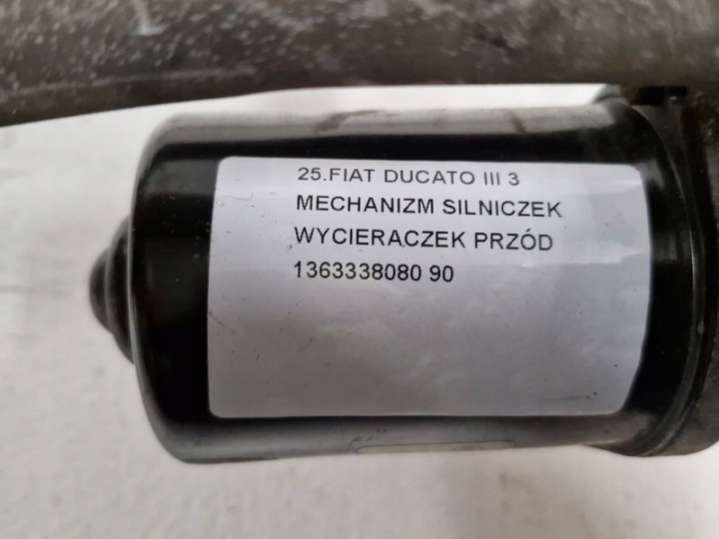 25.FIAT DUCATO III 3
MECHANIZM SILNICZEK
WYCIERACZEK PRZÓD
1363338080 90